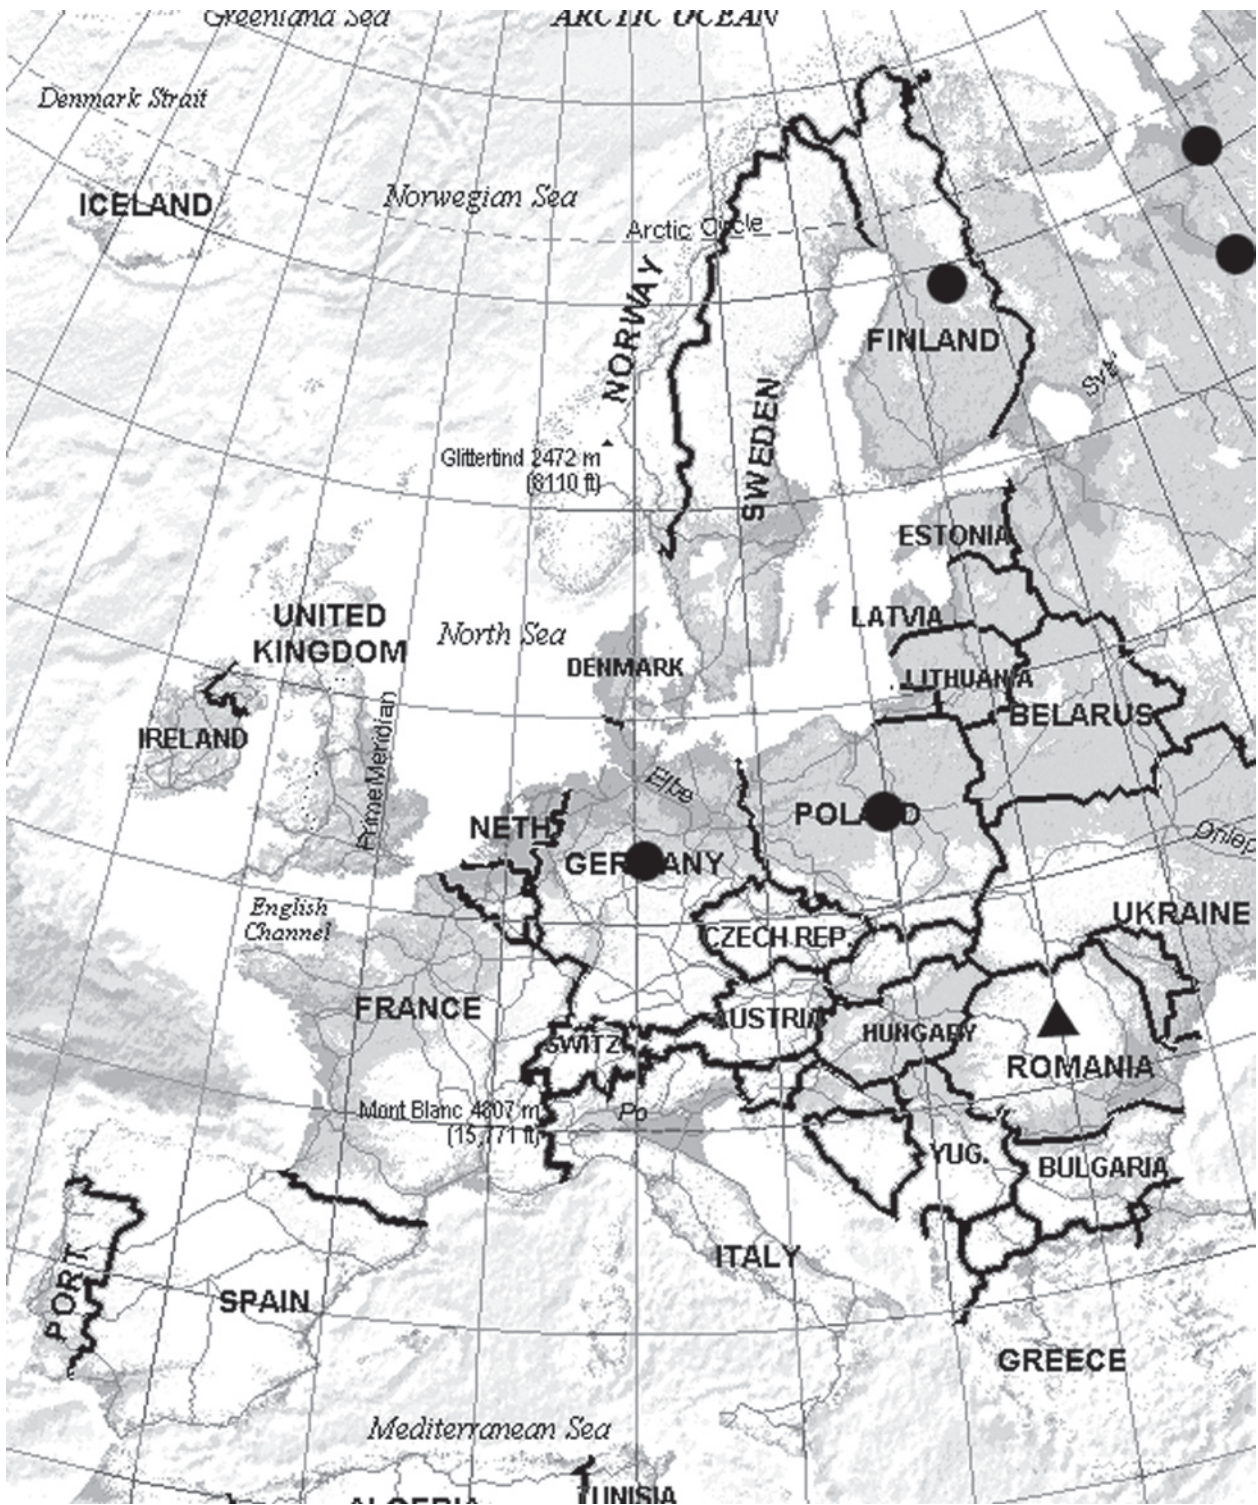 Greenland Sea
ARCTIC OCEAN
Denmark Strait
ICELAND
Norwegian Sea
Arctic Circle
NORWAY
FINLAND
Svir'
SWEDEN
Glittertind 2472 m
(8110 ft)
ESTONIA
UNITED
KINGDOM
North Sea
LATVIA
DENMARK
LITHUANIA
BELARUS
IRELAND
Prime Meridian
Elbe
NETH.
POLAND
GERMANY
Dniep
English
Channel
UKRAINE
CZECH REP.
FRANCE
AUSTRIA
HUNGARY
SWITZ.
ROMANIA
Mont Blanc 4807 m
(15,771 ft)
Po
YUG.
BULGARIA
PORT.
ITALY
SPAIN
GREECE
Mediterranean Sea
ALGERIA
TUNISIA